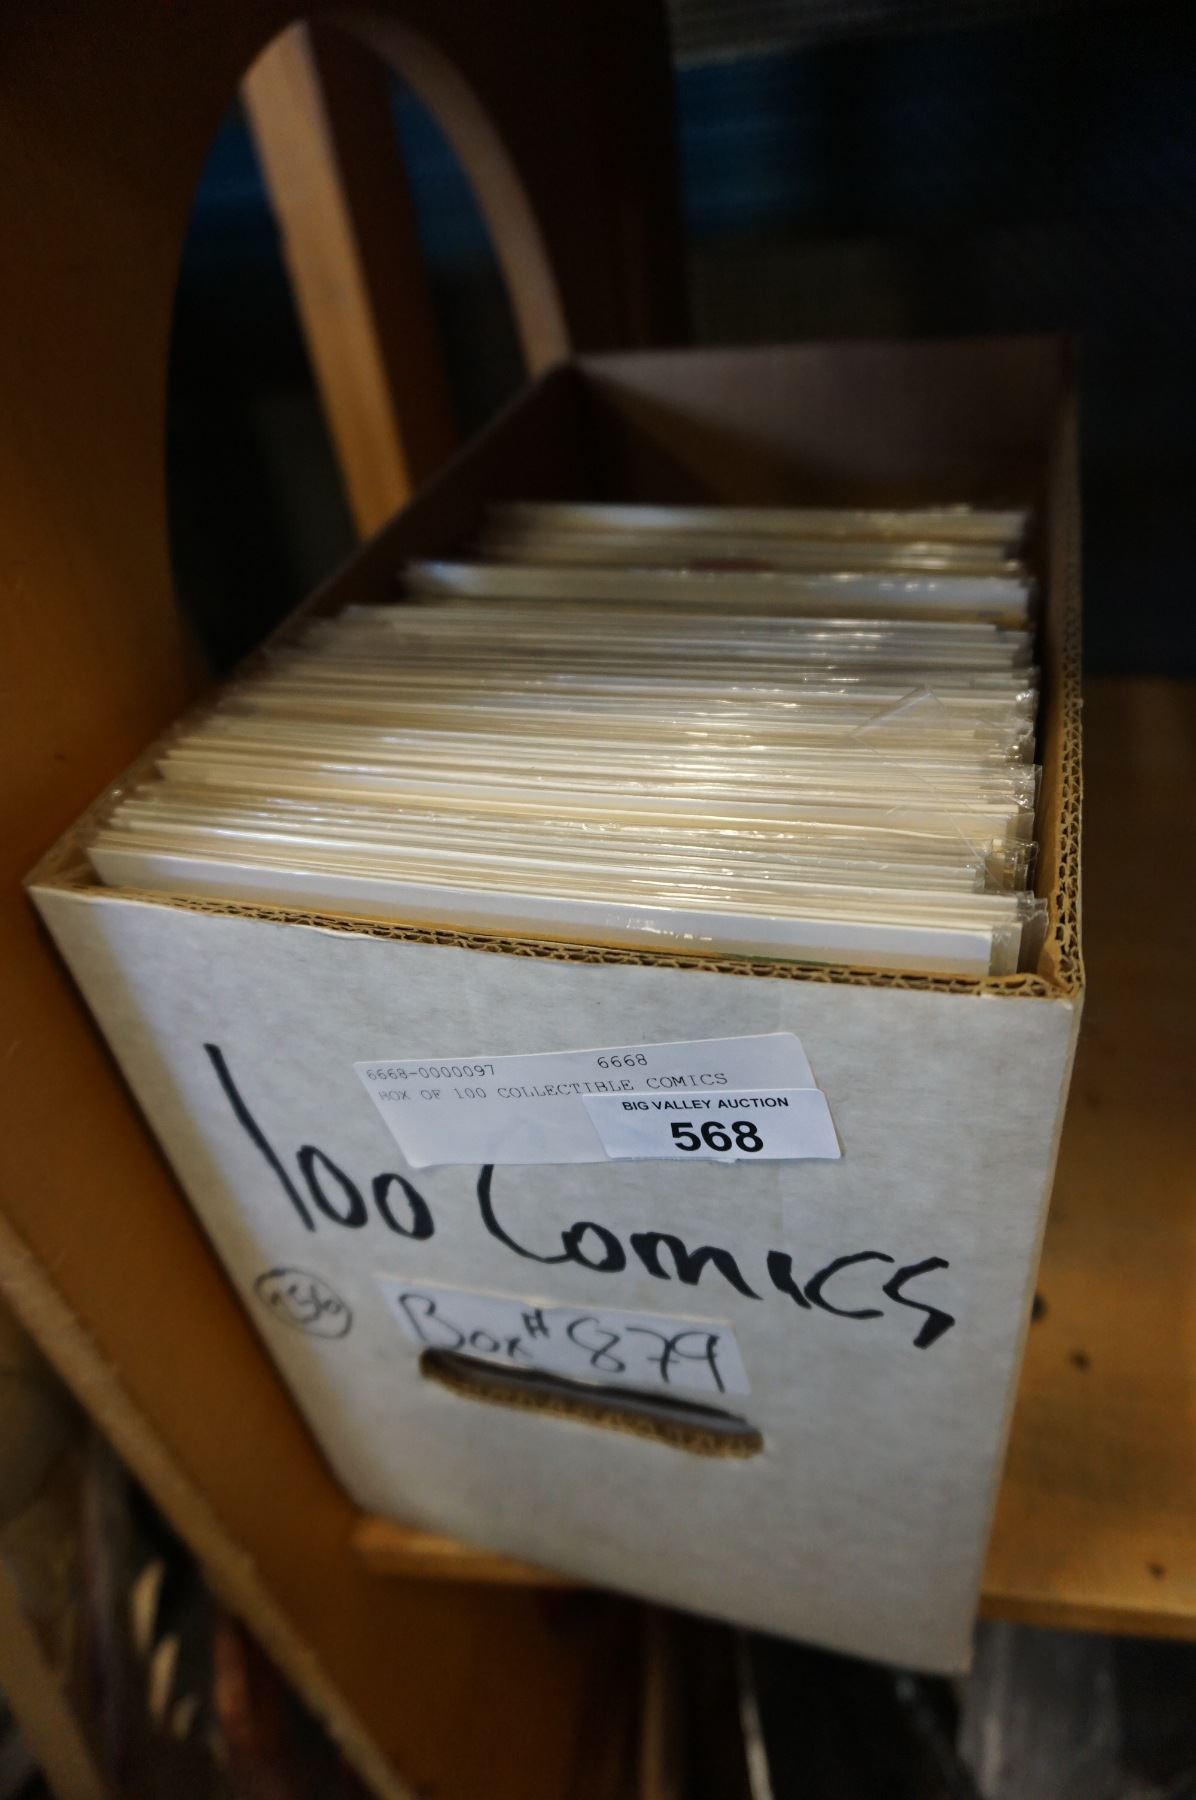 6668-0000097 6668
BOX OF 100 COLLECTIBLE COMICS
BIG VALLEY AUCTION
568
100 Comics
Box # 879